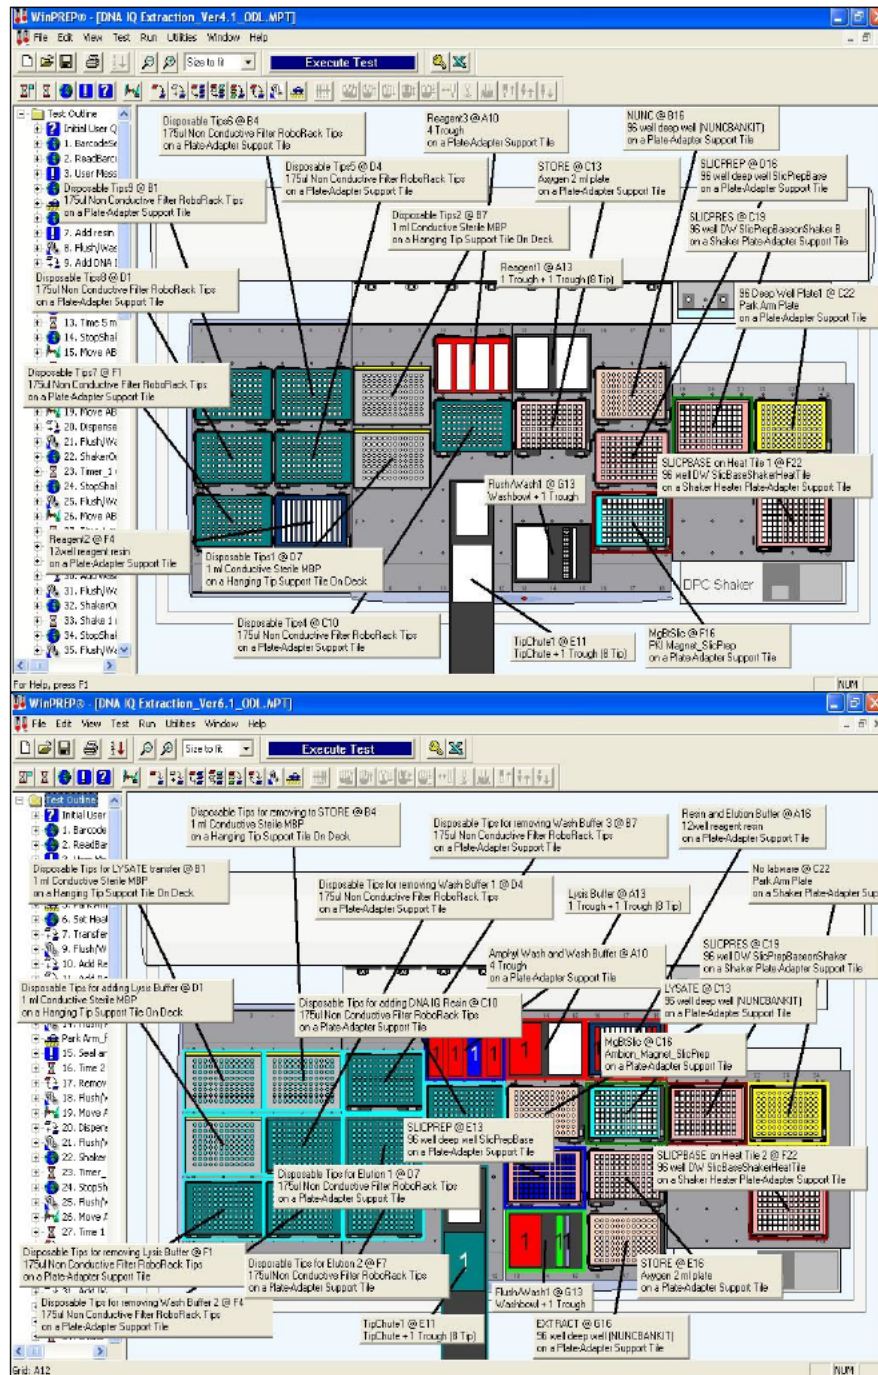 WinPREP® - [DNA IQ Extraction_Ver4.1_ODL.MPT]
File Edit View Test Run Utilities Window Help
Size to fit
Execute Test
Test Outline
Initial User Q
1. BarcodeSe
2. ReadBarc
3. User Mess
7. Add resin
8. Flush/Was
9. Add DNA I
13. Time 5 m
14. StopShak
15. Move AB
19. Move AB
20. Dispense
21. Flush/Wa
22. ShakerOn
23. Timer_1
24. StopShak
25. Flush/Wa
26. Move A
30. Add Was
31. Flush/Wa
32. ShakerOn
33. Shake 1
34. StopShal
35. Flush/Wa
Disposable Tips6 @ B4
175ul Non Conductive Filter RoboRack Tips
on a Plate-Adapter Support Tile
Reagent3 @ A10
4 Trough
on a Plate-Adapter Support Tile
NUNC @ B16
96 well deep well (NUNCBANKIT)
on a Plate-Adapter Support Tile
Disposable Tips5 @ D4
175ul Non Conductive Filter RoboRack Tips
on a Plate-Adapter Support Tile
STORE @ C13
Axygen 2 ml plate
on a Plate-Adapter Support Tile
SLICPREP @ D16
96 well deep well SlicPrepBase
on a Plate-Adapter Support Tile
Disposable Tips9 @ B1
175ul Non Conductive Filter RoboRack Tips
on a Plate-Adapter Support Tile
Disposable Tips2 @ B7
1 ml Conductive Sterile MBP
on a Hanging Tip Support Tile On Deck
SLICPRES @ C19
96 well DW SlicPrepBaseonShaker B
on a Shaker Plate-Adapter Support Tile
Reagent1 @ A13
1 Trough + 1 Trough (8 Tip)
Disposable Tips8 @ D1
175ul Non Conductive Filter RoboRack Tips
on a Plate-Adapter Support Tile
96 Deep Well Plate1 @ C22
Park Arm Plate
on a Plate-Adapter Support Tile
Disposable Tips7 @ F1
175ul Non Conductive Filter RoboRack Tips
on a Plate-Adapter Support Tile
SLICPBASE on Heat Tile 1 @ F22
96 well DW SlicBaseShakerHeatTile
on a Shaker Heater Plate-Adapter Support Tile
Flush/Wash1 @ G13
Washbowl + 1 Trough
Reagent2 @ F4
12well reagent resin
on a Plate-Adapter Support Tile
Disposable Tips1 @ D7
1 ml Conductive Sterile MBP
on a Hanging Tip Support Tile On Deck
DPC Shaker
Disposable Tips4 @ C10
175ul Non Conductive Filter RoboRack Tips
on a Plate-Adapter Support Tile
TipChute1 @ E11
TipChute + 1 Trough (8 Tip)
MgBtSlic @ F16
PKI Magnet_SlicPrep
on a Plate-Adapter Support Tile
For Help, press F1
NUM
WinPREP® - [DNA IQ Extraction_Ver6.1_ODL.MPT]
File Edit View Test Run Utilities Window Help
Size to fit
Execute Test
Test Outline
Initial User
1. Barcode
2. ReadBar
6. Set Heat
7. Transfer
9. Flush/W
10. Add Re
Park Arm_F
15. Seal ar
16. Time 2
17. Remov
18. Flush/\
19. Move A
20. Dispens
21. Flush/\
22. Shaker
23. Timer_
24. StopSh
25. Flush/\
26. Move A
27. Time 1
Disposable Tips for removing to STORE @ B4
1 ml Conductive Sterile MBP
on a Hanging Tip Support Tile On Deck
Disposable Tips for removing Wash Buffer 3 @ B7
175ul Non Conductive Filter RoboRack Tips
on a Plate-Adapter Support Tile
Resin and Elution Buffer @ A16
12well reagent resin
on a Plate-Adapter Support Tile
Disposable Tips for LYSATE transfer @ B1
1 ml Conductive Sterile MBP
on a Hanging Tip Support Tile On Deck
Disposable Tips for removing Wash Buffer 1 @ D4
175ul Non Conductive Filter RoboRack Tips
on a Plate-Adapter Support Tile
Lysis Buffer @ A13
1 Trough + 1 Trough (8 Tip)
No labware @ C22
Park Arm Plate
on a Shaker Plate-Adapter Supp
Amphyl Wash and Wash Buffer @ A10
4 Trough
on a Plate-Adapter Support Tile
SLICPRES @ C19
96 well DW SlicPrepBaseonShaker
on a Shaker Plate-Adapter Support Tile
Disposable Tips for adding Lysis Buffer @ D1
1 ml Conductive Sterile MBP
on a Hanging Tip Support Tile On Deck
Disposable Tips for adding DNA IQ Resin @ C10
175ul Non Conductive Filter RoboRack Tips
on a Plate-Adapter Support Tile
LYSATE @ C13
96 well deep well (NUNCBANKIT)
on a Plate-Adapter Support Tile
MgBtSlic @ C16
Ambion_Magnet_SlicPrep
on a Plate-Adapter Support Tile
SLICPREP @ E13
96 well deep well SlicPrepBase
on a Plate-Adapter Support Tile
SLICPBASE on Heat Tile 2 @ F22
96 well DW SlicBaseShakerHeatTile
on a Shaker Heater Plate-Adapter Support Tile
Disposable Tips for Elution 1 @ D7
175ul Non Conductive Filter RoboRack Tips
on a Plate-Adapter Support Tile
Disposable Tips for removing Lysis Buffer @ F1
175ul Non Conductive Filter RoboRack Tips
on a Plate-Adapter Support Tile
Disposable Tips for Elution 2 @ F7
175ul Non Conductive Filter RoboRack Tips
on a Plate-Adapter Support Tile
STORE @ E16
Axygen 2 ml plate
on a Plate-Adapter Support Tile
Flush/Wash1 @ G13
Washbowl + 1 Trough
Disposable Tips for removing Wash Buffer 2 @ F4
175ul Non Conductive Filter RoboRack Tips
on a Plate-Adapter Support Tile
TipChute1 @ E11
TipChute + 1 Trough (8 Tip)
EXTRACT @ G16
96 well deep well (NUNCBANKIT)
on a Plate-Adapter Support Tile
Grid: A12
NUM